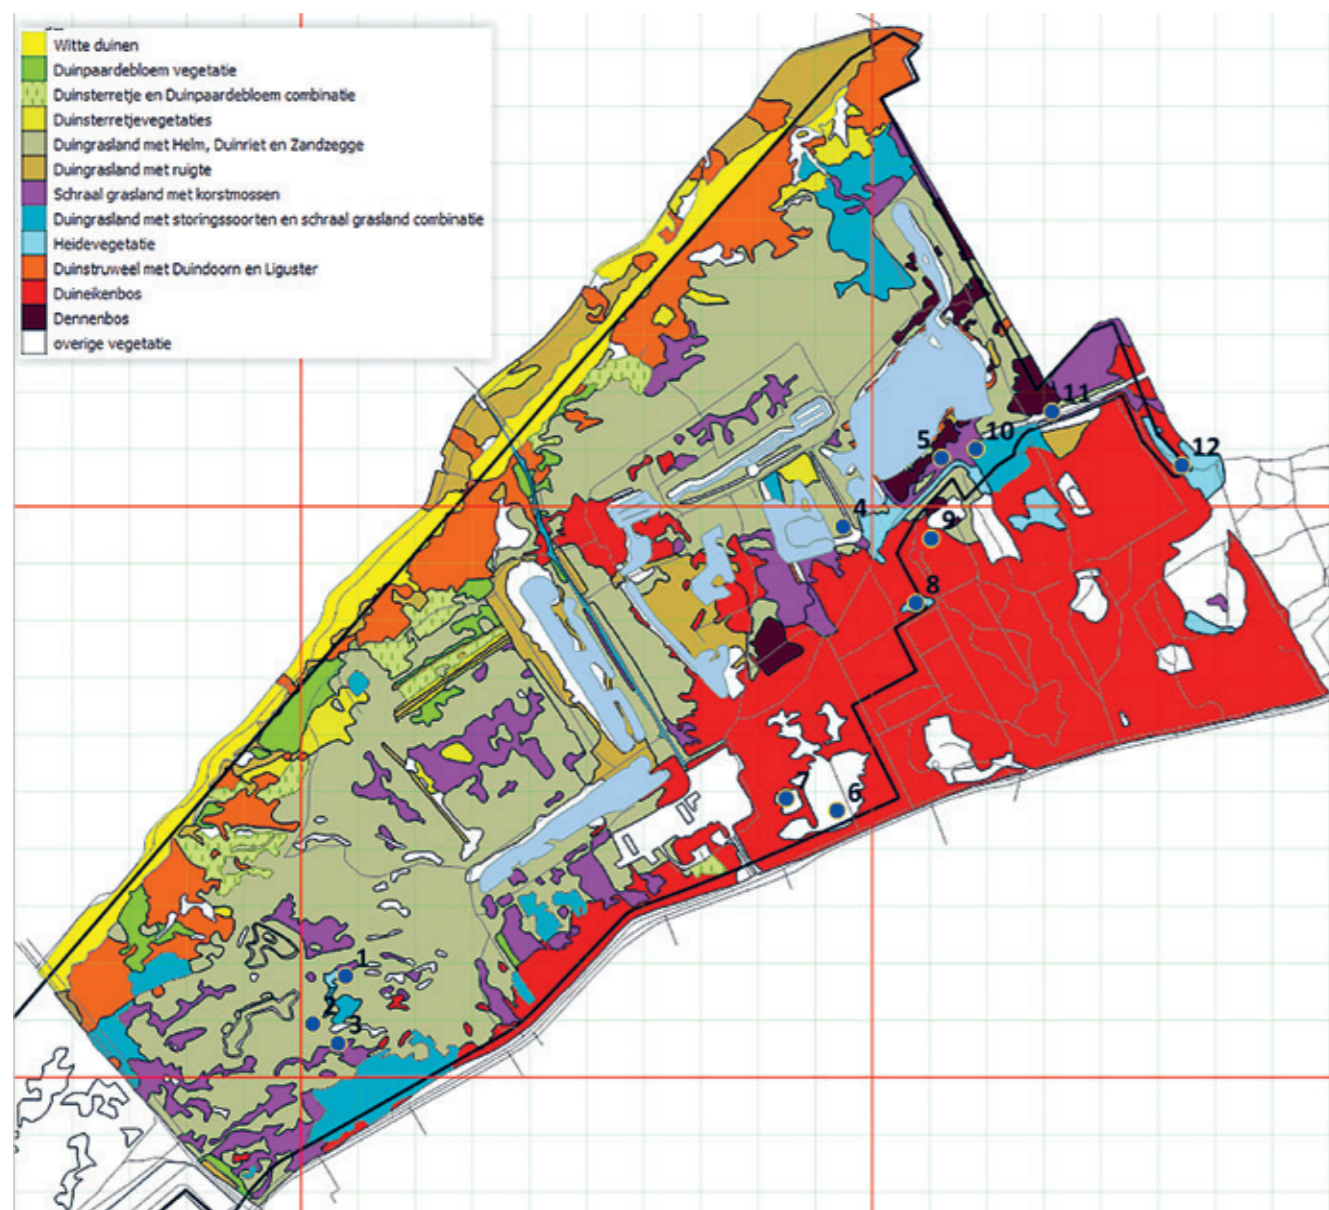 Witte duinen
Duinpaardebloem vegetatie
Duinsterretje en Duinpaardebloem combinatie
Duinsterretjevegetaties
Duingrasland met Helm, Duinriet en Zandzegge
Duingrasland met ruigte
Schraal grasland met korstmossen
Duingrasland met storingssoorten en schraal grasland combinatie
Heidevegetatie
Duinstruweel met Duindoorn en Liguster
Duineikenbos
Dennenbos
overige vegetatie
11
10
5
12
4
9
8
7
6
1
2
3